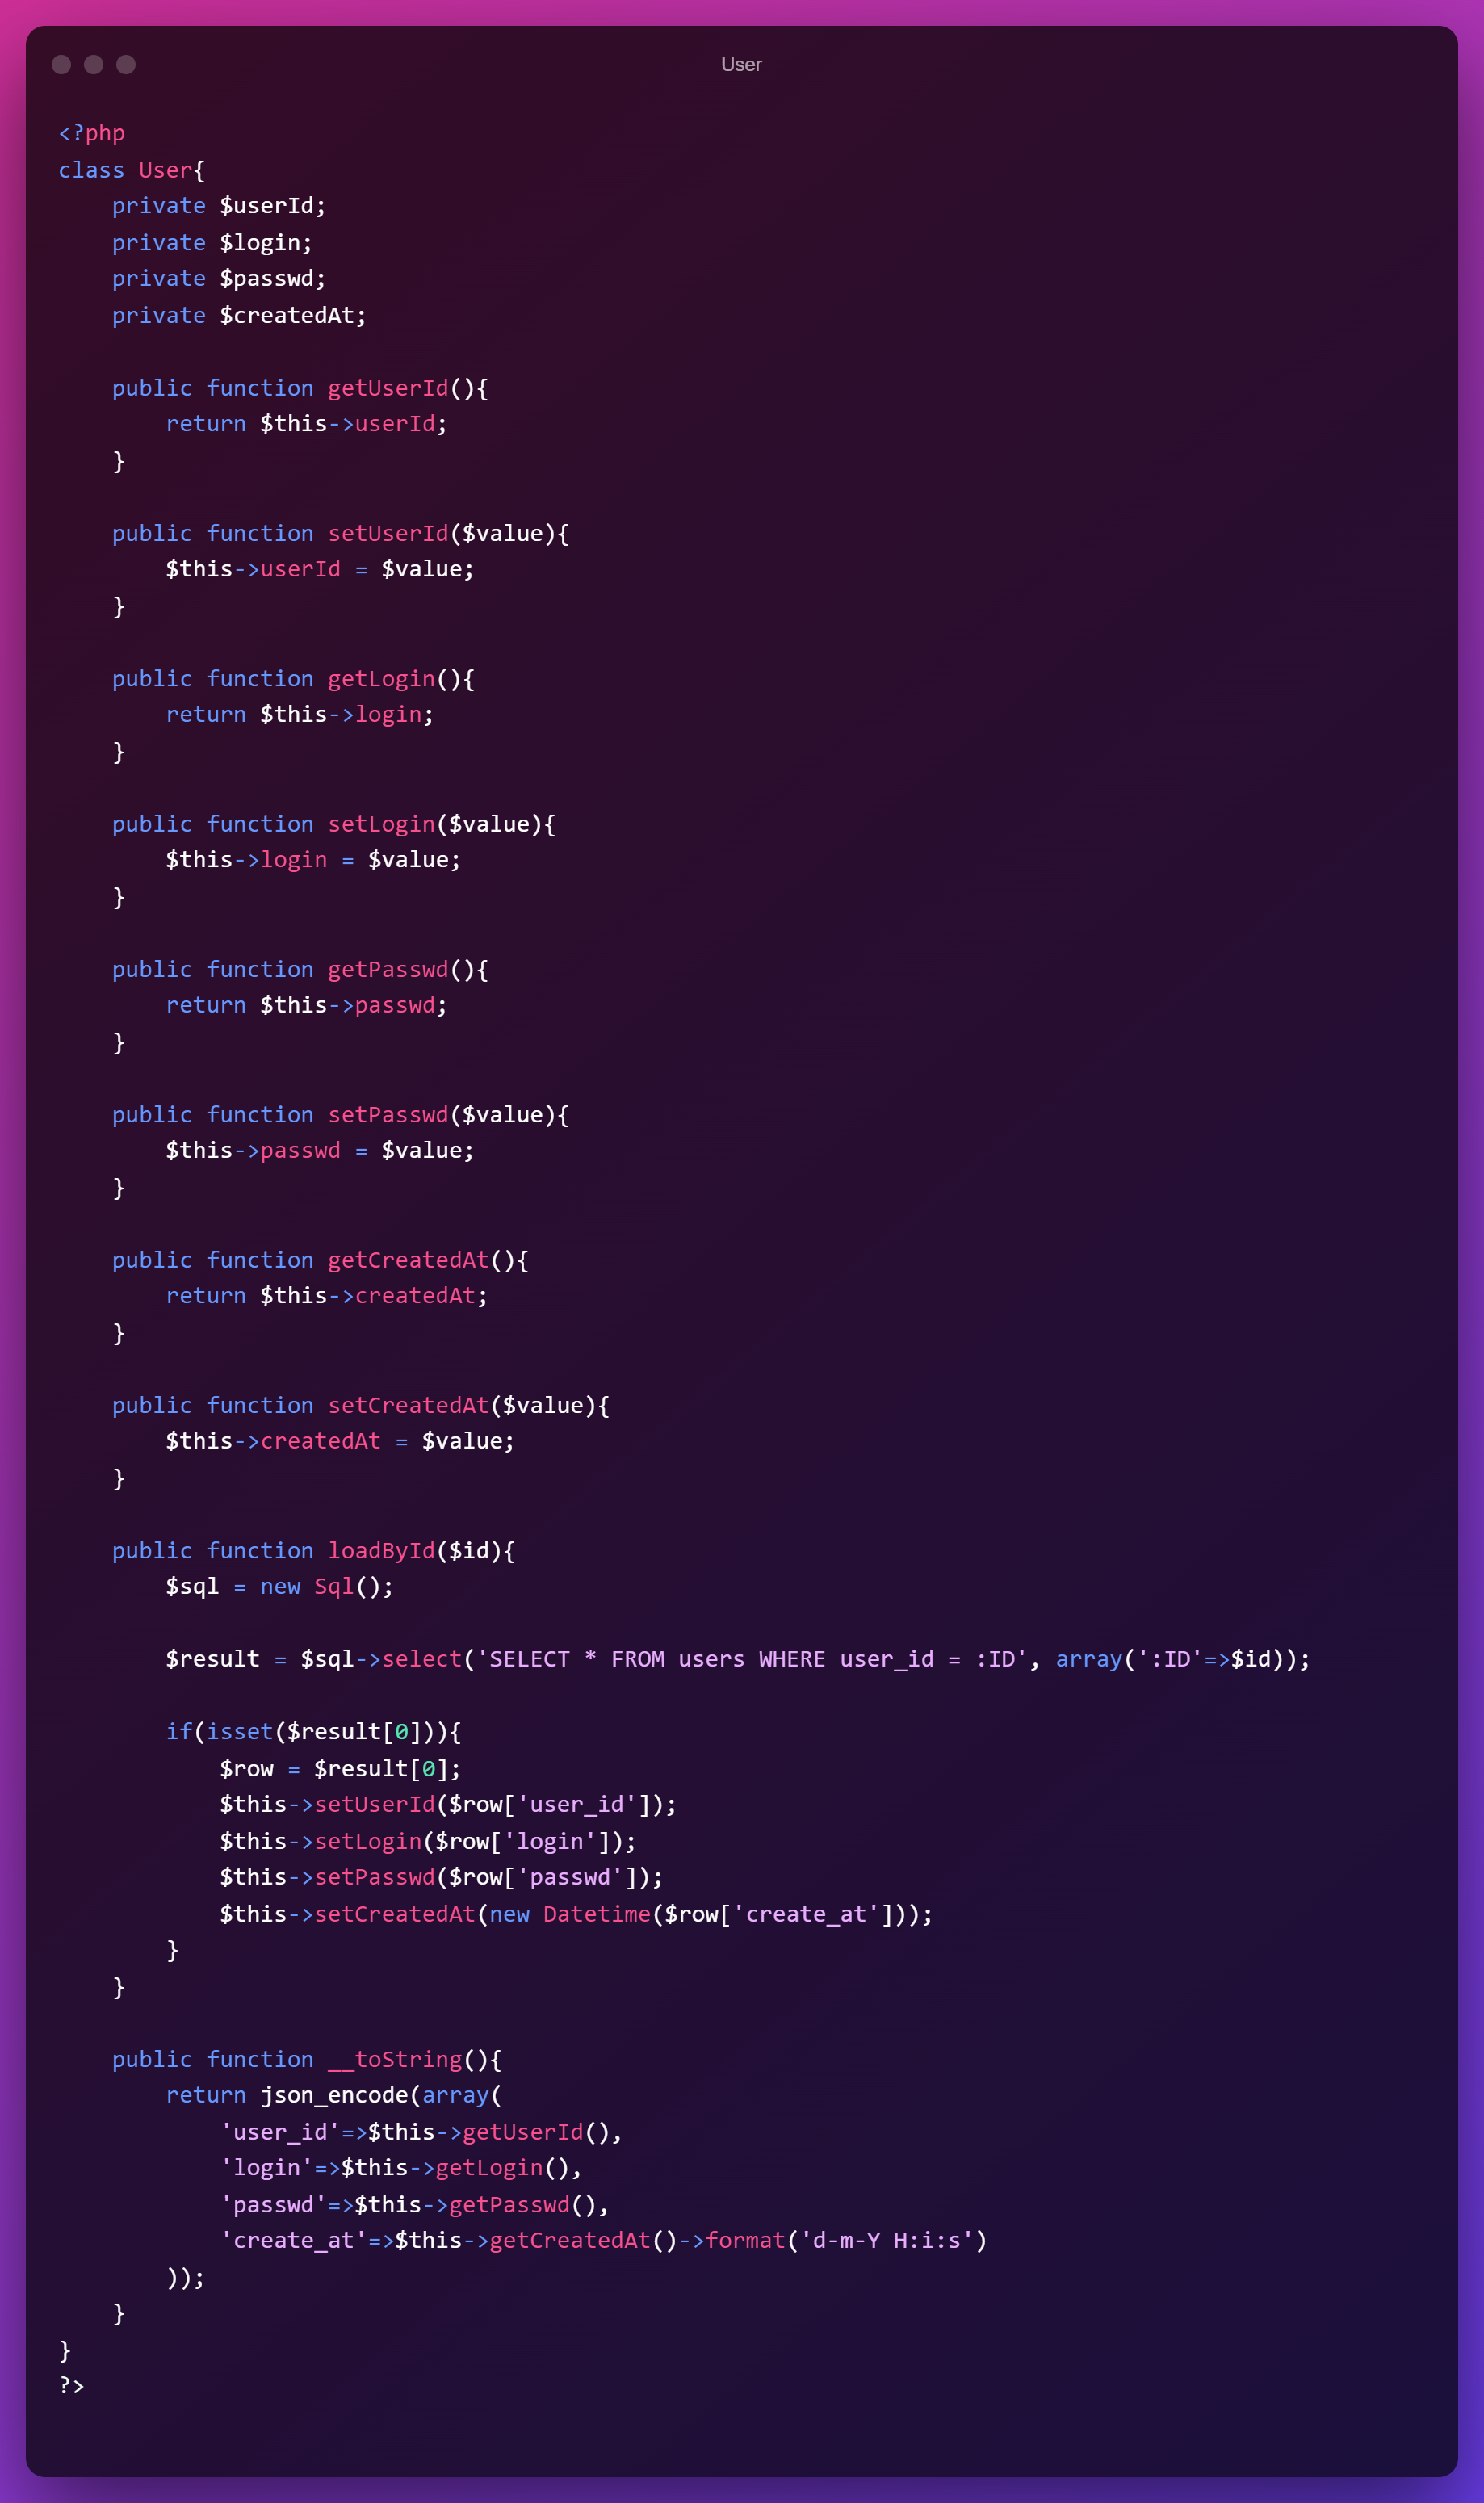 User
<?php
class User{
    private $userId;
    private $login;
    private $passwd;
    private $createdAt;

    public function getUserId(){
        return $this->userId;
    }

    public function setUserId($value){
        $this->userId = $value;
    }

    public function getLogin(){
        return $this->login;
    }

    public function setLogin($value){
        $this->login = $value;
    }

    public function getPasswd(){
        return $this->passwd;
    }

    public function setPasswd($value){
        $this->passwd = $value;
    }

    public function getCreatedAt(){
        return $this->createdAt;
    }

    public function setCreatedAt($value){
        $this->createdAt = $value;
    }

    public function loadById($id){
        $sql = new Sql();

        $result = $sql->select('SELECT * FROM users WHERE user_id = :ID', array(':ID'=>$id));

        if(isset($result[0])){
            $row = $result[0];
            $this->setUserId($row['user_id']);
            $this->setLogin($row['login']);
            $this->setPasswd($row['passwd']);
            $this->setCreatedAt(new Datetime($row['create_at']));
        }
    }

    public function __toString(){
        return json_encode(array(
            'user_id'=>$this->getUserId(),
            'login'=>$this->getLogin(),
            'passwd'=>$this->getPasswd(),
            'create_at'=>$this->getCreatedAt()->format('d-m-Y H:i:s')
        ));
    }
}
?>